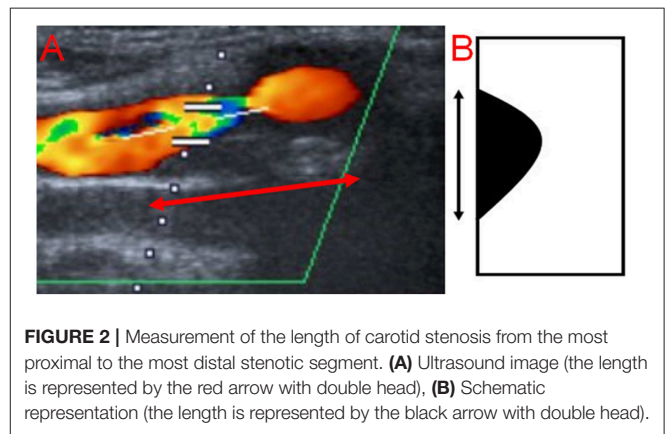 A
B
FIGURE 2 | Measurement of the length of carotid stenosis from the most
proximal to the most distal stenotic segment. (A) Ultrasound image (the length
is represented by the red arrow with double head), (B) Schematic
representation (the length is represented by the black arrow with double head).